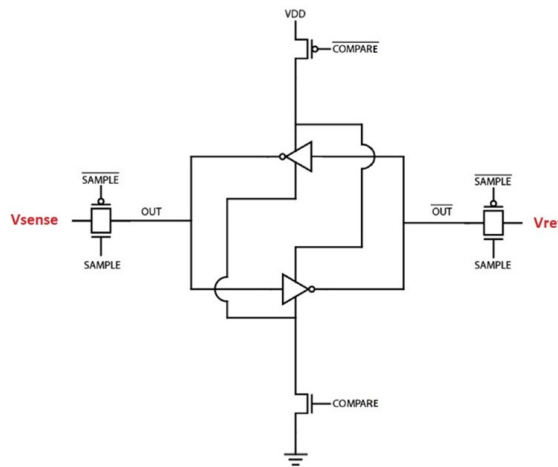 VDD
COMPARE
SAMPLE
Vsense
OUT
SAMPLE
SAMPLE
OUT
Vref
SAMPLE
COMPARE